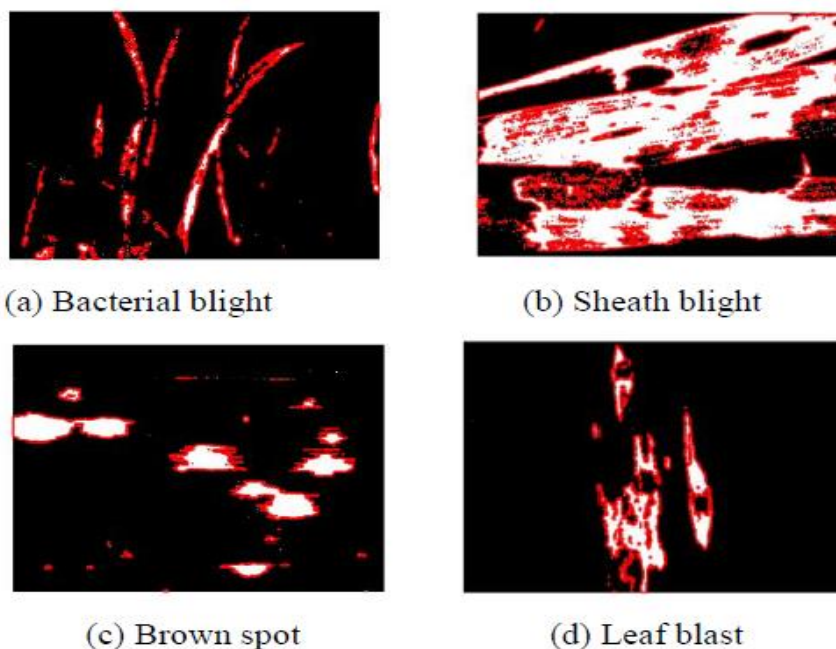 (a) Bacterial blight
(b) Sheath blight
(c) Brown spot
(d) Leaf blast